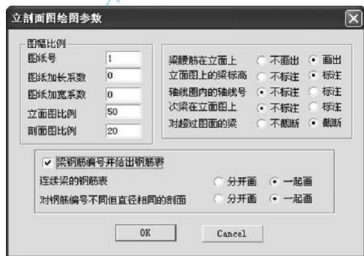 立剖面图绘图参数
图幅比例
图纸号 1
图纸加长系数 0
图纸加宽系数 0
立面图比例 50
剖面图比例 20
梁腰筋在立面上 不画出 画出
立面图上的梁标高 不标注 标注
轴线圈内的轴线号 不标注 标注
次梁在立面图上 不标注 标注
对超过图面的梁 不截断 截断
梁钢筋编号并给出钢筋表
连续梁的钢筋表 分开画 一起画
对钢筋编号不同但直径相同的剖面 分开画 一起画
OK Cancel